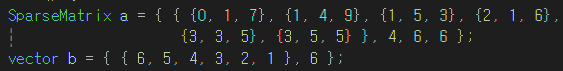 SparseMatrix a = { { {0, 1, 7}, {1, 4, 9}, {1, 5, 3}, {2, 1, 6},
{3, 3, 5}, {3, 5, 5} }, 4, 6, 6 };
vector b = { { 6, 5, 4, 3, 2, 1 }, 6 };